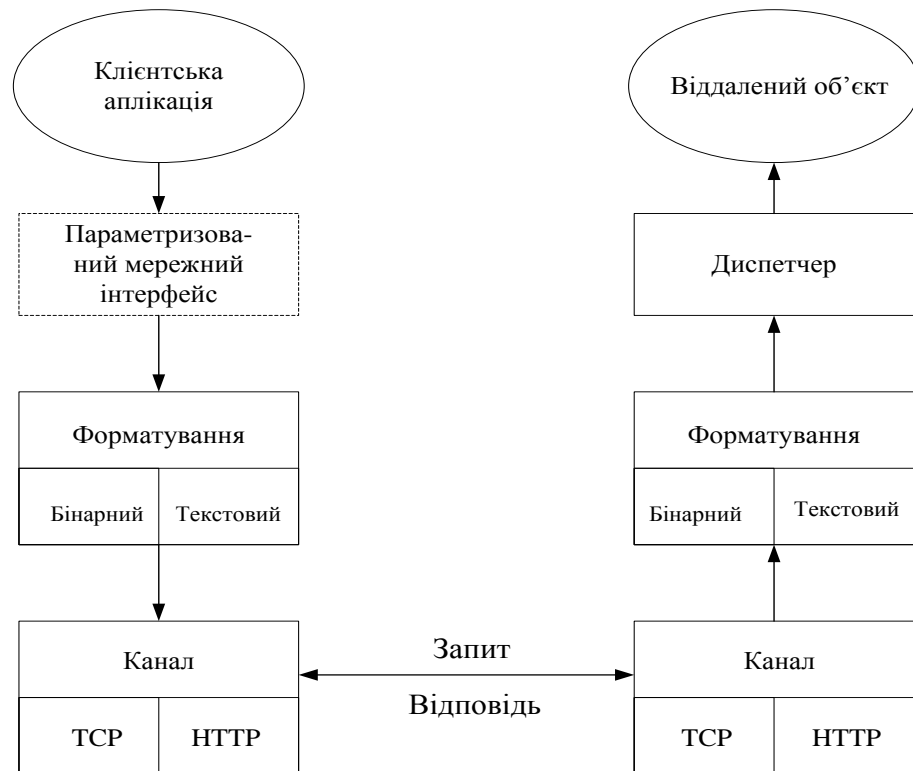 Клієнтська
аплікація
Параметризова-
ний мережний
інтерфейс
Форматування
Бінарний Текстовий
Канал
TCP HTTP
Запит
Відповідь
Віддалений об’єкт
Диспетчер
Форматування
Бінарний Текстовий
Канал
TCP HTTP